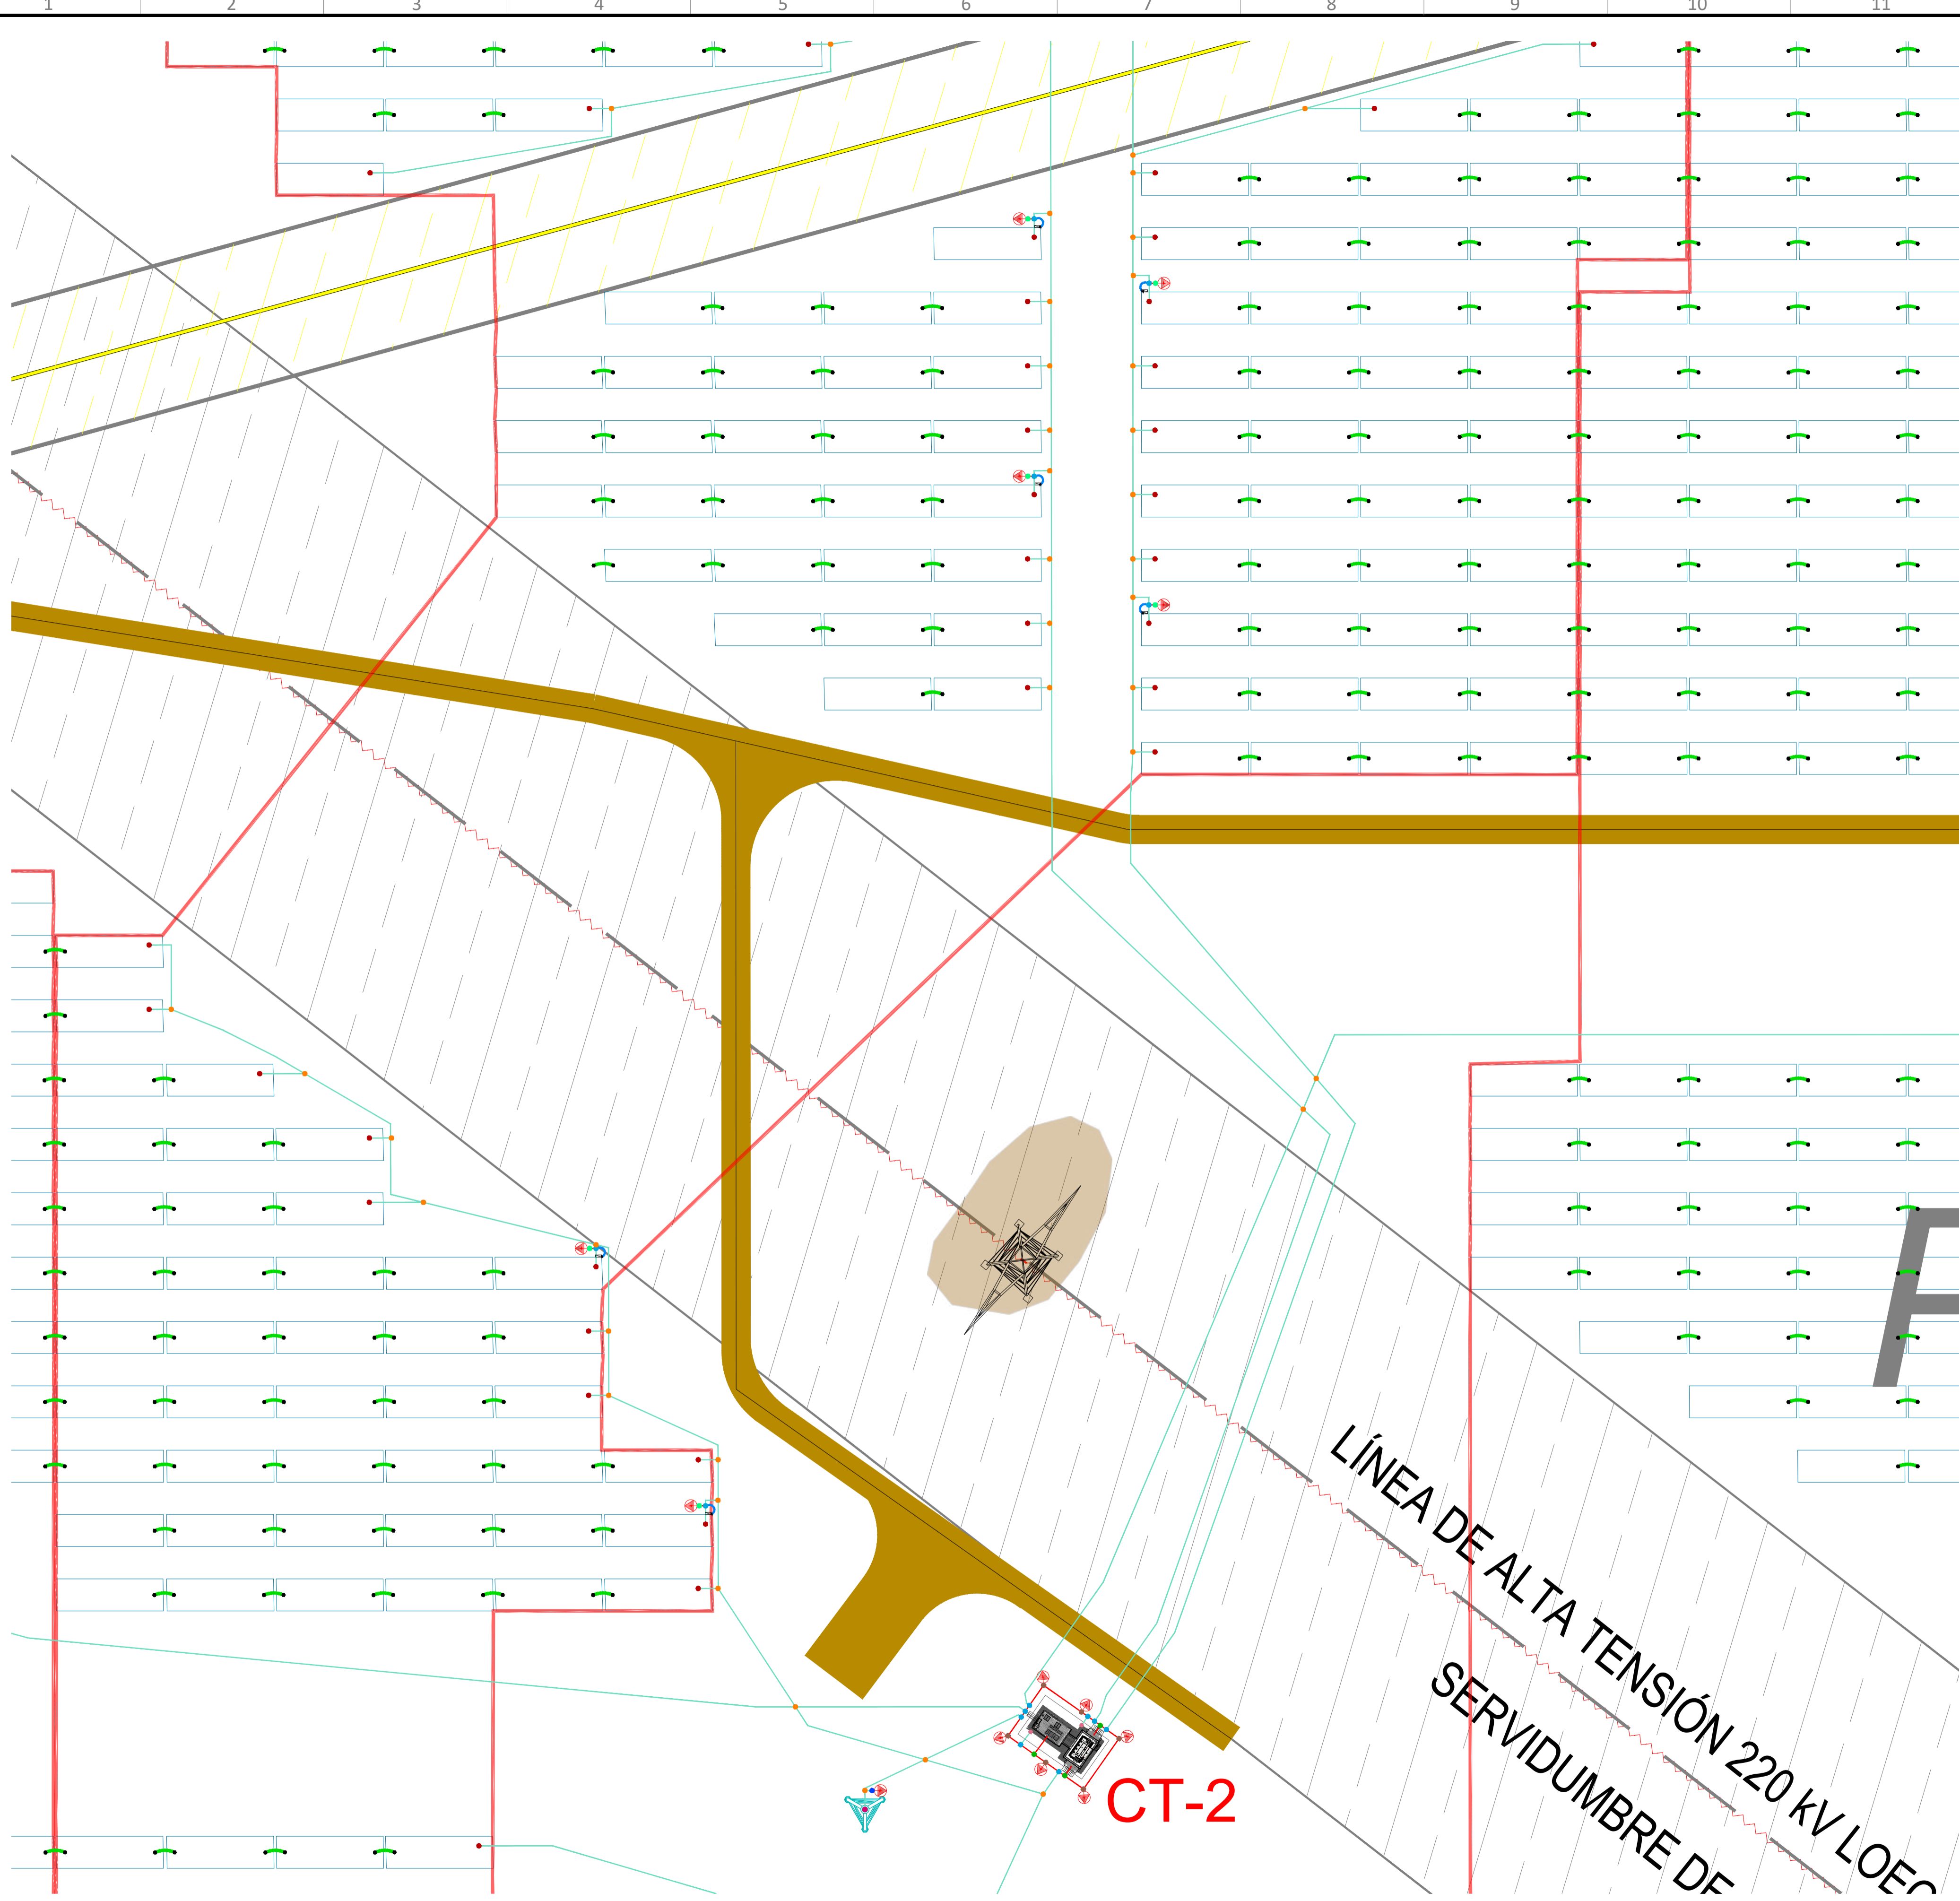 1 2 3 4 5 6 7 8 9 10 11
LÍNEA DE ALTA TENSIÓN 220 kV LOEC
SERVIDUMBRE DE
CT-2